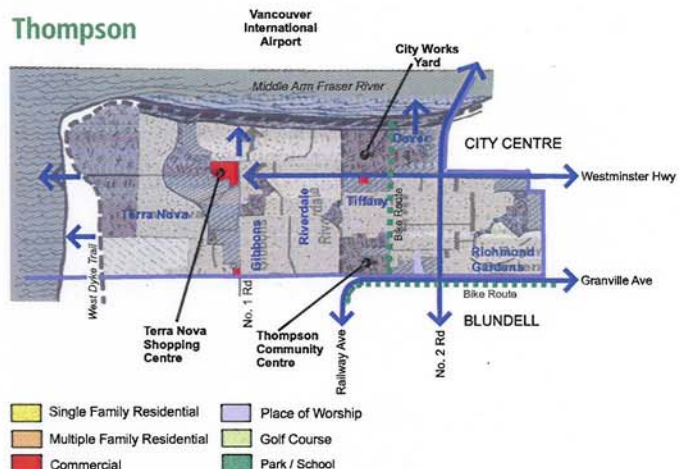 Thompson
Vancouver
International
Airport
City Works
Yard
Middle Arm Fraser River
Dover
CITY CENTRE
Westminster Hwy
Terra Nova
Gibbons
Riverdale
Tiffany
Bike Route
Richmond
Gardens
West Dyke Trail
Granville Ave
Bike Route
No. 1 Rd
Terra Nova
Shopping
Centre
Thompson
Community
Centre
Railway Ave
No. 2 Rd
BLUNDELL
Single Family Residential
Place of Worship
Multiple Family Residential
Golf Course
Commercial
Park / School